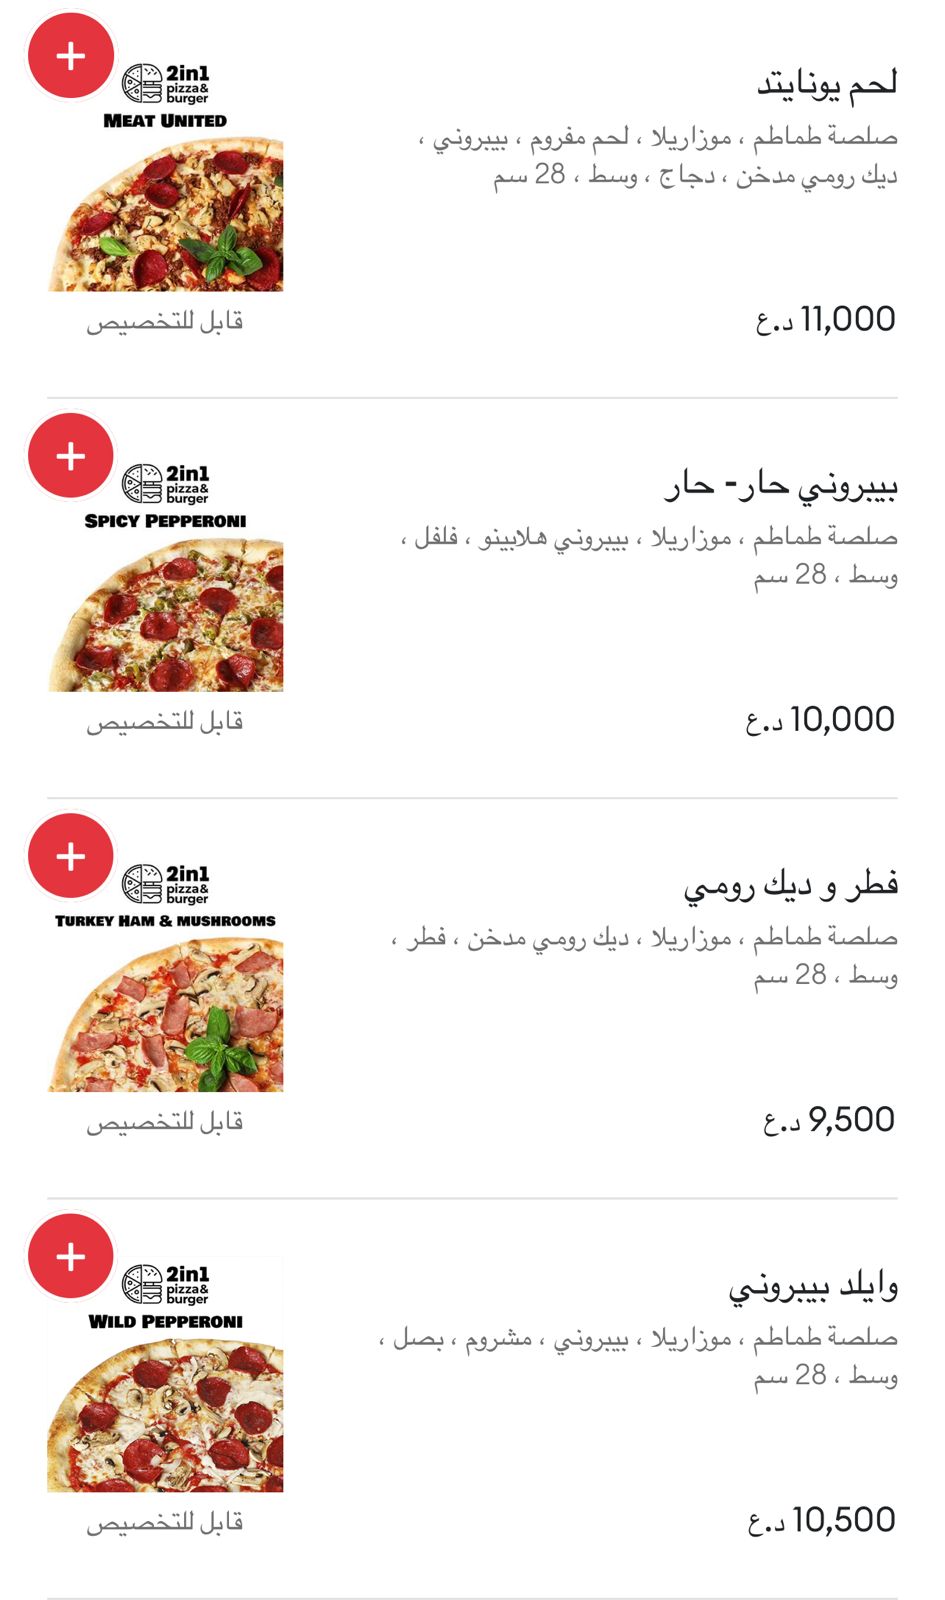 لحم يونايتد
صلصة طماطم ، موزاريلا ، لحم مفروم ، بيبروني ،
ديك رومي مدخن ، دجاج ، وسط ، 28 سم
11,000 د.ع
2in1
pizza&
burger
MEAT UNITED
قابل للتخصيص
بيبروني حار- حار
صلصة طماطم ، موزاريلا ، بيبروني هلابينو ، فلفل ،
وسط ، 28 سم
10,000 د.ع
2in1
pizza&
burger
SPICY PEPPERONI
قابل للتخصيص
فطر و ديك رومي
صلصة طماطم ، موزاريلا ، ديك رومي مدخن ، فطر ،
وسط ، 28 سم
9,500 د.ع
2in1
pizza&
burger
TURKEY HAM & MUSHROOMS
قابل للتخصيص
وايلد بيبروني
صلصة طماطم ، موزاريلا ، بيبروني ، مشروم ، بصل ،
وسط ، 28 سم
10,500 د.ع
2in1
pizza&
burger
WILD PEPPERONI
قابل للتخصيص